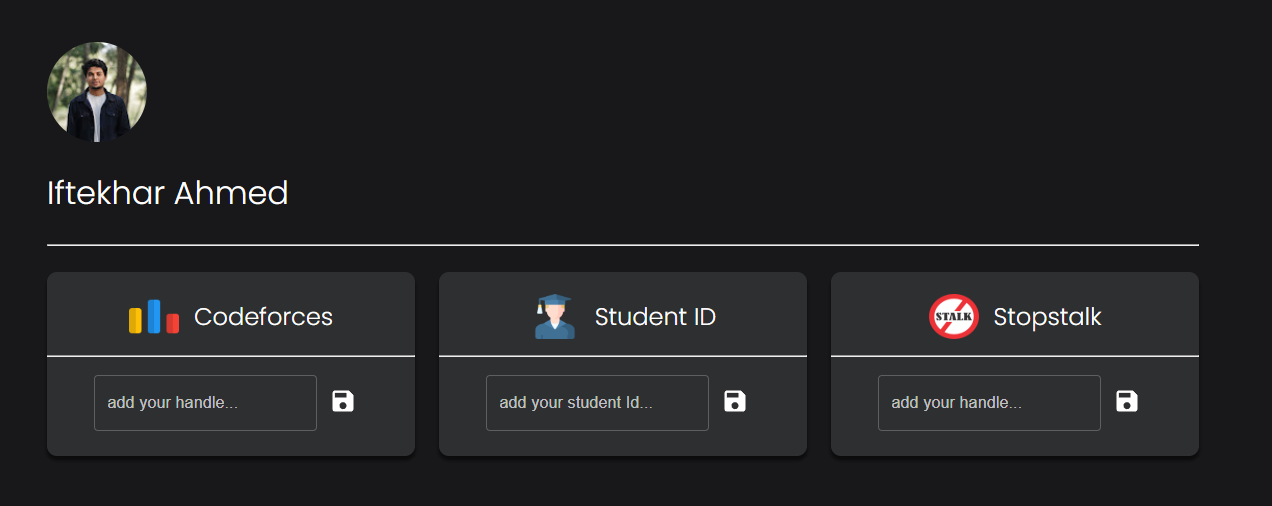 Iftekhar Ahmed
Codeforces
Student ID
STALK
Stopstalk
add your handle...
add your student Id...
add your handle...